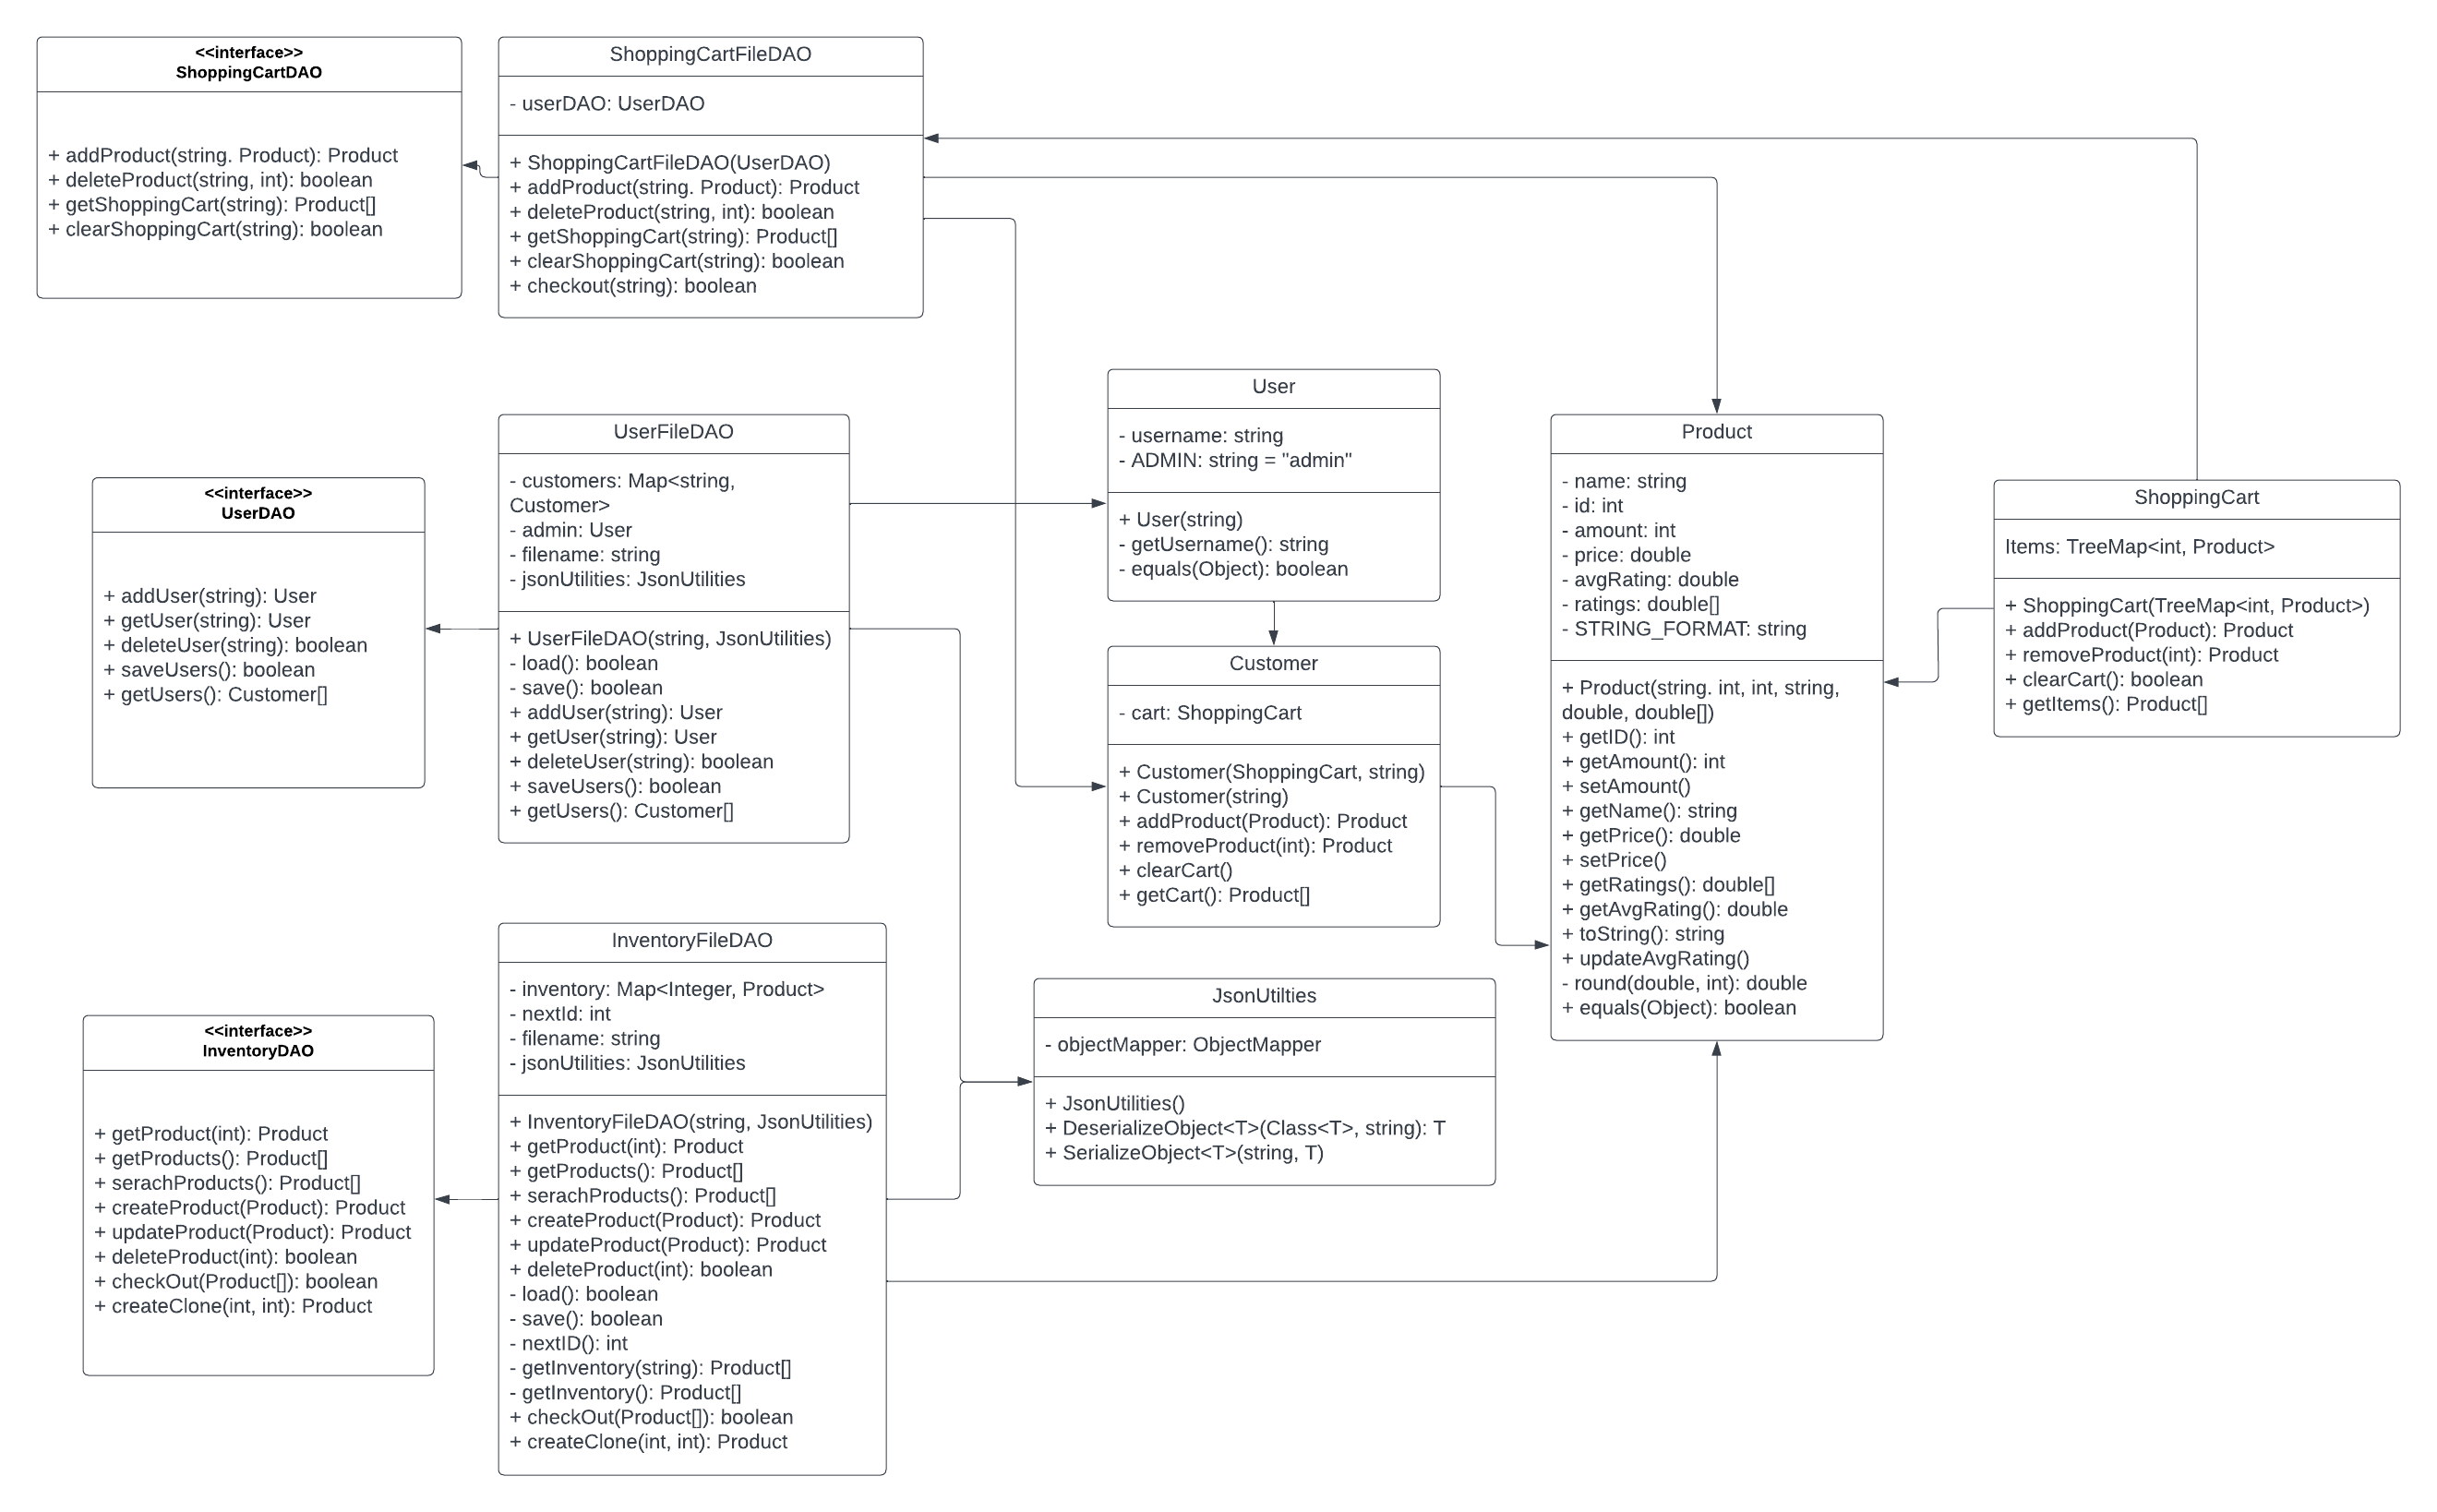 <<interface>>
ShoppingCartDAO
+ addProduct(string. Product): Product
+ deleteProduct(string, int): boolean
+ getShoppingCart(string): Product[]
+ clearShoppingCart(string): boolean
ShoppingCartFileDAO
- userDAO: UserDAO
+ ShoppingCartFileDAO(UserDAO)
+ addProduct(string. Product): Product
+ deleteProduct(string, int): boolean
+ getShoppingCart(string): Product[]
+ clearShoppingCart(string): boolean
+ checkout(string): boolean
<<interface>>
UserDAO
+ addUser(string): User
+ getUser(string): User
+ deleteUser(string): boolean
+ saveUsers(): boolean
+ getUsers(): Customer[]
UserFileDAO
- customers: Map<string,
Customer>
- admin: User
- filename: string
- jsonUtilities: JsonUtilities
+ UserFileDAO(string, JsonUtilities)
- load(): boolean
- save(): boolean
+ addUser(string): User
+ getUser(string): User
+ deleteUser(string): boolean
+ saveUsers(): boolean
+ getUsers(): Customer[]
User
- username: string
- ADMIN: string = "admin"
+ User(string)
- getUsername(): string
- equals(Object): boolean
Customer
- cart: ShoppingCart
+ Customer(ShoppingCart, string)
+ Customer(string)
+ addProduct(Product): Product
+ removeProduct(int): Product
+ clearCart()
+ getCart(): Product[]
Product
- name: string
- id: int
- amount: int
- price: double
- avgRating: double
- ratings: double[]
- STRING_FORMAT: string
+ Product(string. int, int, string,
double, double[])
+ getID(): int
+ getAmount(): int
+ setAmount()
+ getName(): string
+ getPrice(): double
+ setPrice()
+ getRatings(): double[]
+ getAvgRating(): double
+ toString(): string
+ updateAvgRating()
- round(double, int): double
+ equals(Object): boolean
ShoppingCart
Items: TreeMap<int, Product>
+ ShoppingCart(TreeMap<int, Product>)
+ addProduct(Product): Product
+ removeProduct(int): Product
+ clearCart(): boolean
+ getItems(): Product[]
<<interface>>
InventoryDAO
+ getProduct(int): Product
+ getProducts(): Product[]
+ serachProducts(): Product[]
+ createProduct(Product): Product
+ updateProduct(Product): Product
+ deleteProduct(int): boolean
+ checkOut(Product[]): boolean
+ createClone(int, int): Product
InventoryFileDAO
- inventory: Map<Integer, Product>
- nextId: int
- filename: string
- jsonUtilities: JsonUtilities
+ InventoryFileDAO(string, JsonUtilities)
+ getProduct(int): Product
+ getProducts(): Product[]
+ serachProducts(): Product[]
+ createProduct(Product): Product
+ updateProduct(Product): Product
+ deleteProduct(int): boolean
- load(): boolean
- save(): boolean
- nextID(): int
- getInventory(string): Product[]
- getInventory(): Product[]
+ checkOut(Product[]): boolean
+ createClone(int, int): Product
JsonUtilties
- objectMapper: ObjectMapper
+ JsonUtilities()
+ DeserializeObject<T>(Class<T>, string): T
+ SerializeObject<T>(string, T)